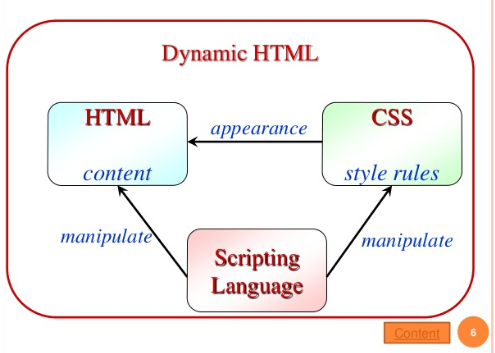 Dynamic HTML
HTML
content
appearance
CSS
style rules
manipulate
manipulate
Scripting
Language
Content
6